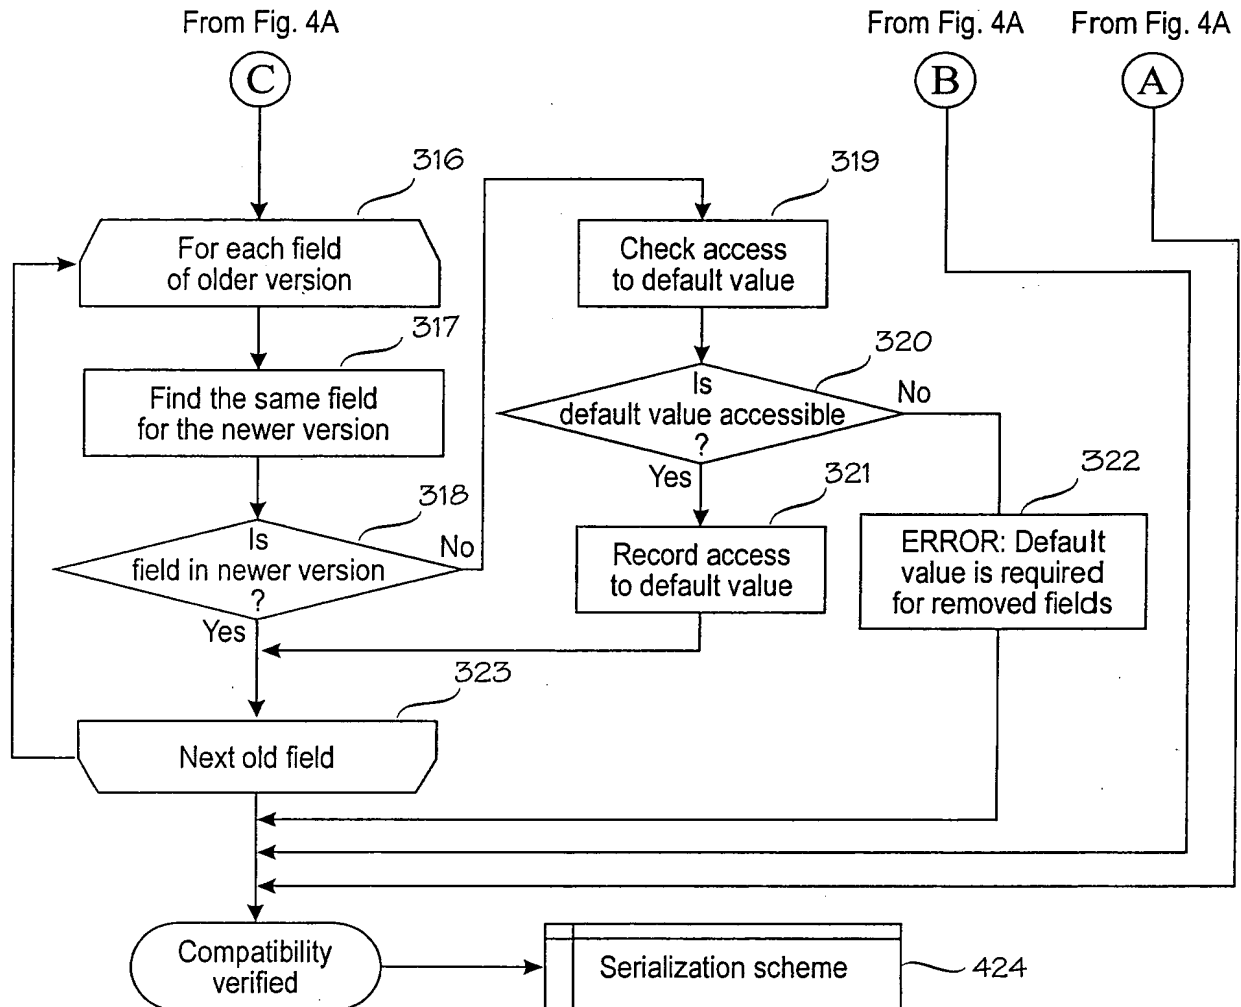 From Fig. 4A
From Fig. 4A
From Fig. 4A
C
B
A
316
319
For each field
of older version
Check access
to default value
317
320
Find the same field
for the newer version
Is
default value accessible
?
No
Yes
318
321
322
Is
field in newer version
?
No
Yes
Record access
to default value
ERROR: Default
value is required
for removed fields
323
Next old field
Compatibility
verified
Serialization scheme
424